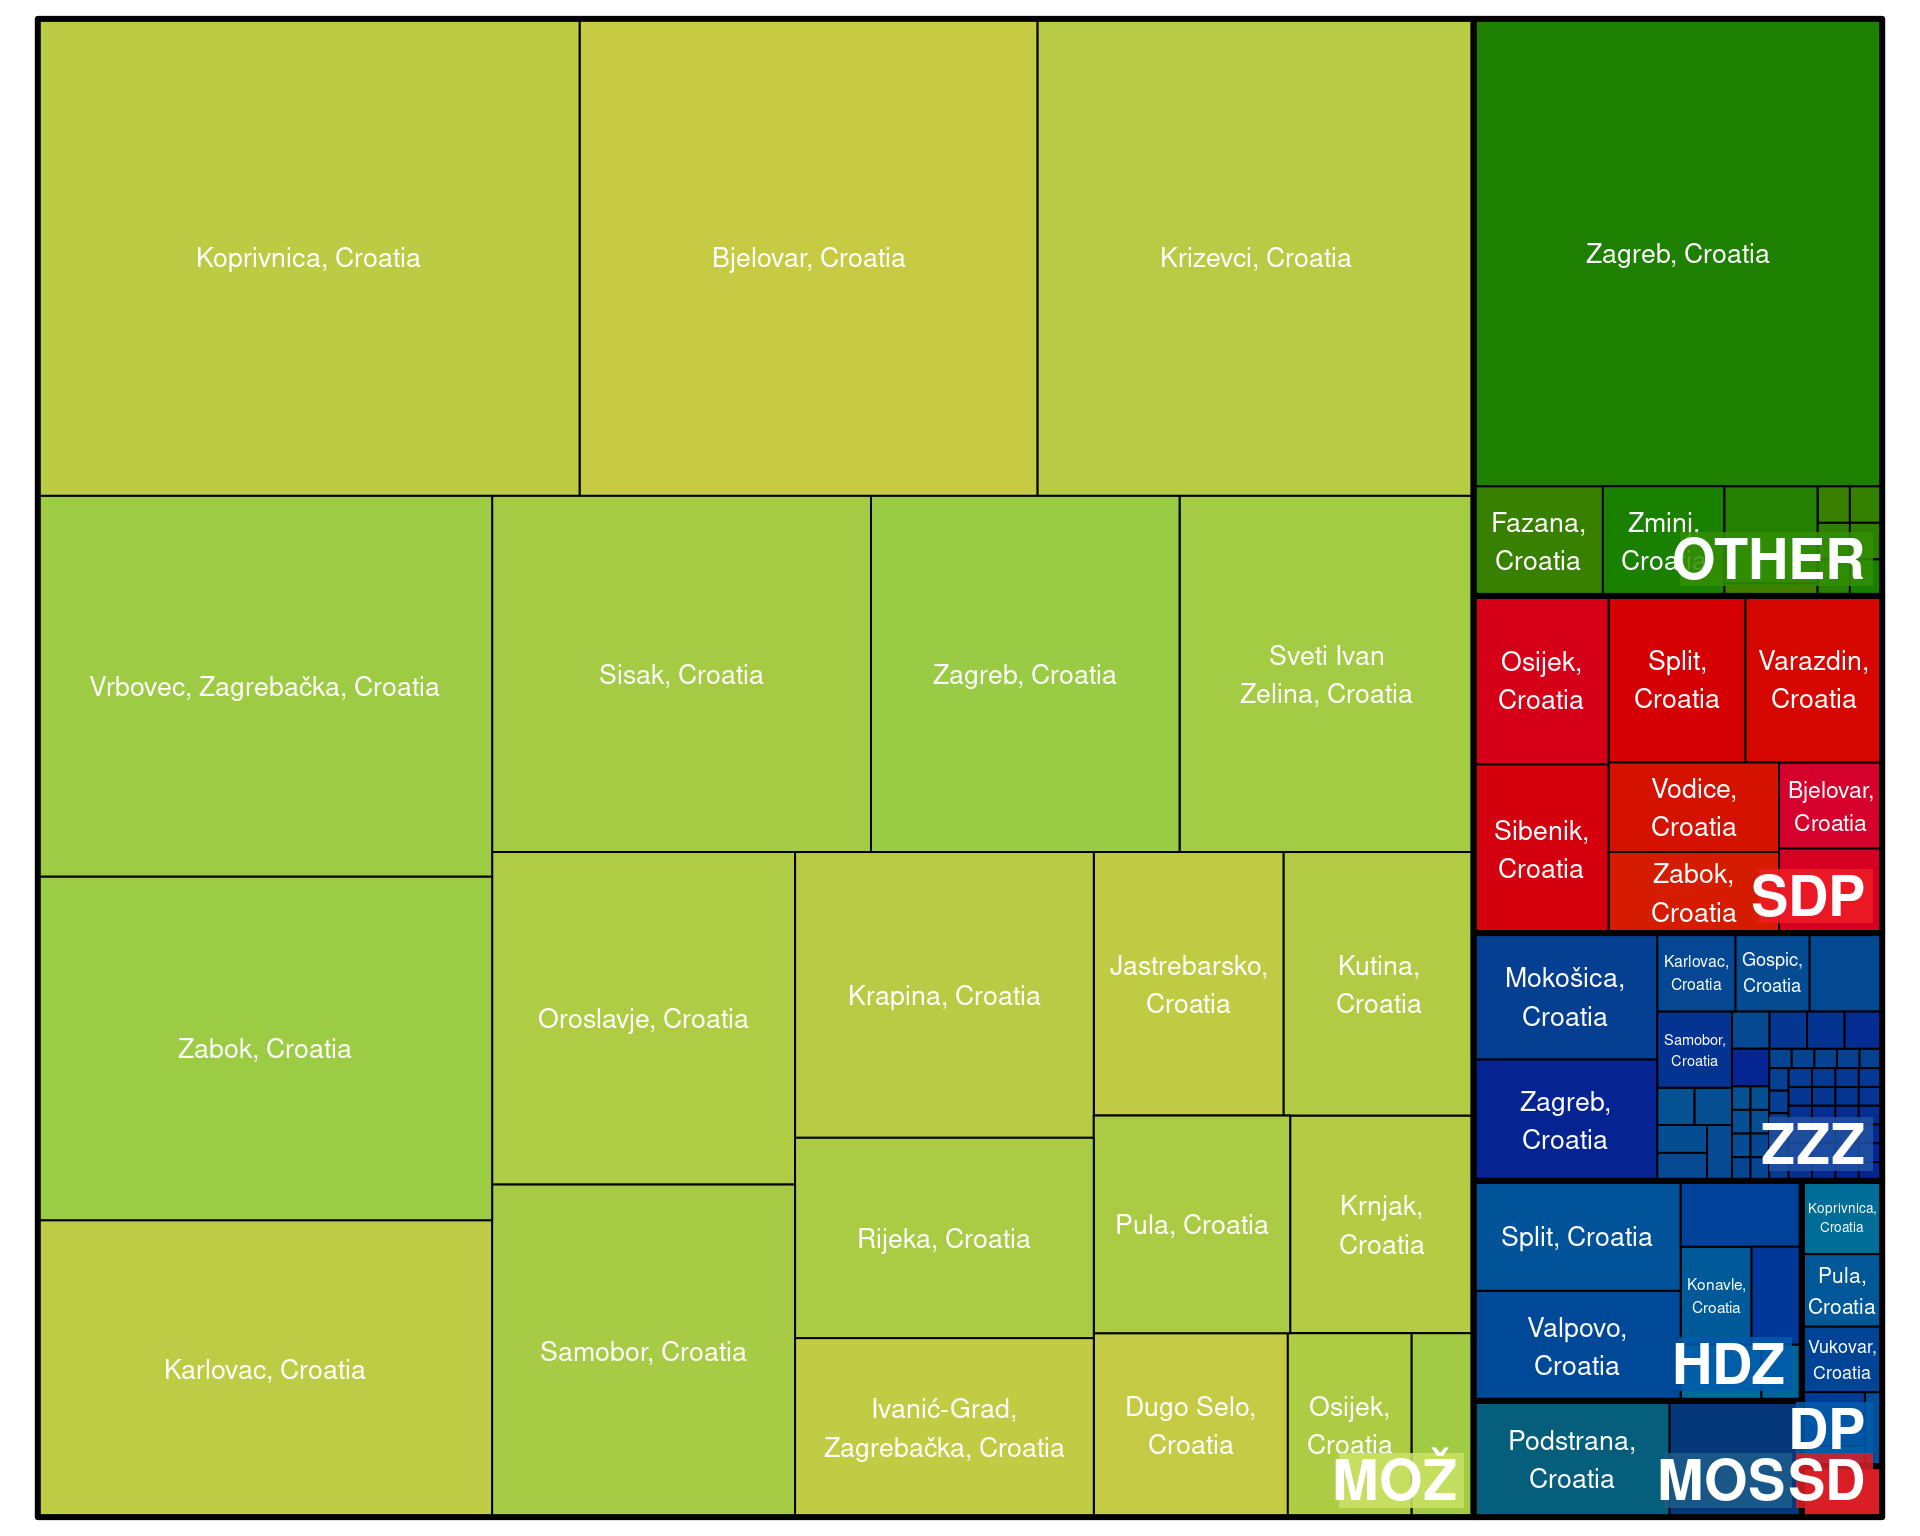 Koprivnica, Croatia
Bjelovar, Croatia
Krizevci, Croatia
Vrbovec, Zagrebačka, Croatia
Sisak, Croatia
Zagreb, Croatia
Sveti Ivan
Zelina, Croatia
Zabok, Croatia
Karlovac, Croatia
Oroslavje, Croatia
Samobor, Croatia
Krapina, Croatia
Rijeka, Croatia
Ivanić-Grad,
Zagrebačka, Croatia
Jastrebarsko,
Croatia
Kutina,
Croatia
Pula, Croatia
Krnjak,
Croatia
Dugo Selo,
Croatia
Osijek,
Croatia
MOŽ
Zagreb, Croatia
Fazana,
Croatia
Zmini.
Croatia
OTHER
Osijek,
Croatia
Split,
Croatia
Varazdin,
Croatia
Sibenik,
Croatia
Vodice,
Croatia
Bjelovar,
Croatia
Zabok,
Croatia
SDP
Mokošica,
Croatia
Karlovac,
Croatia
Gospic,
Croatia
Samobor,
Croatia
Zagreb,
Croatia
ZZZ
Split, Croatia
Valpovo,
Croatia
Konavle,
Croatia
HDZ
Koprivnica,
Croatia
Pula,
Croatia
Vukovar,
Croatia
DP
Podstrana,
Croatia
MOS
SD